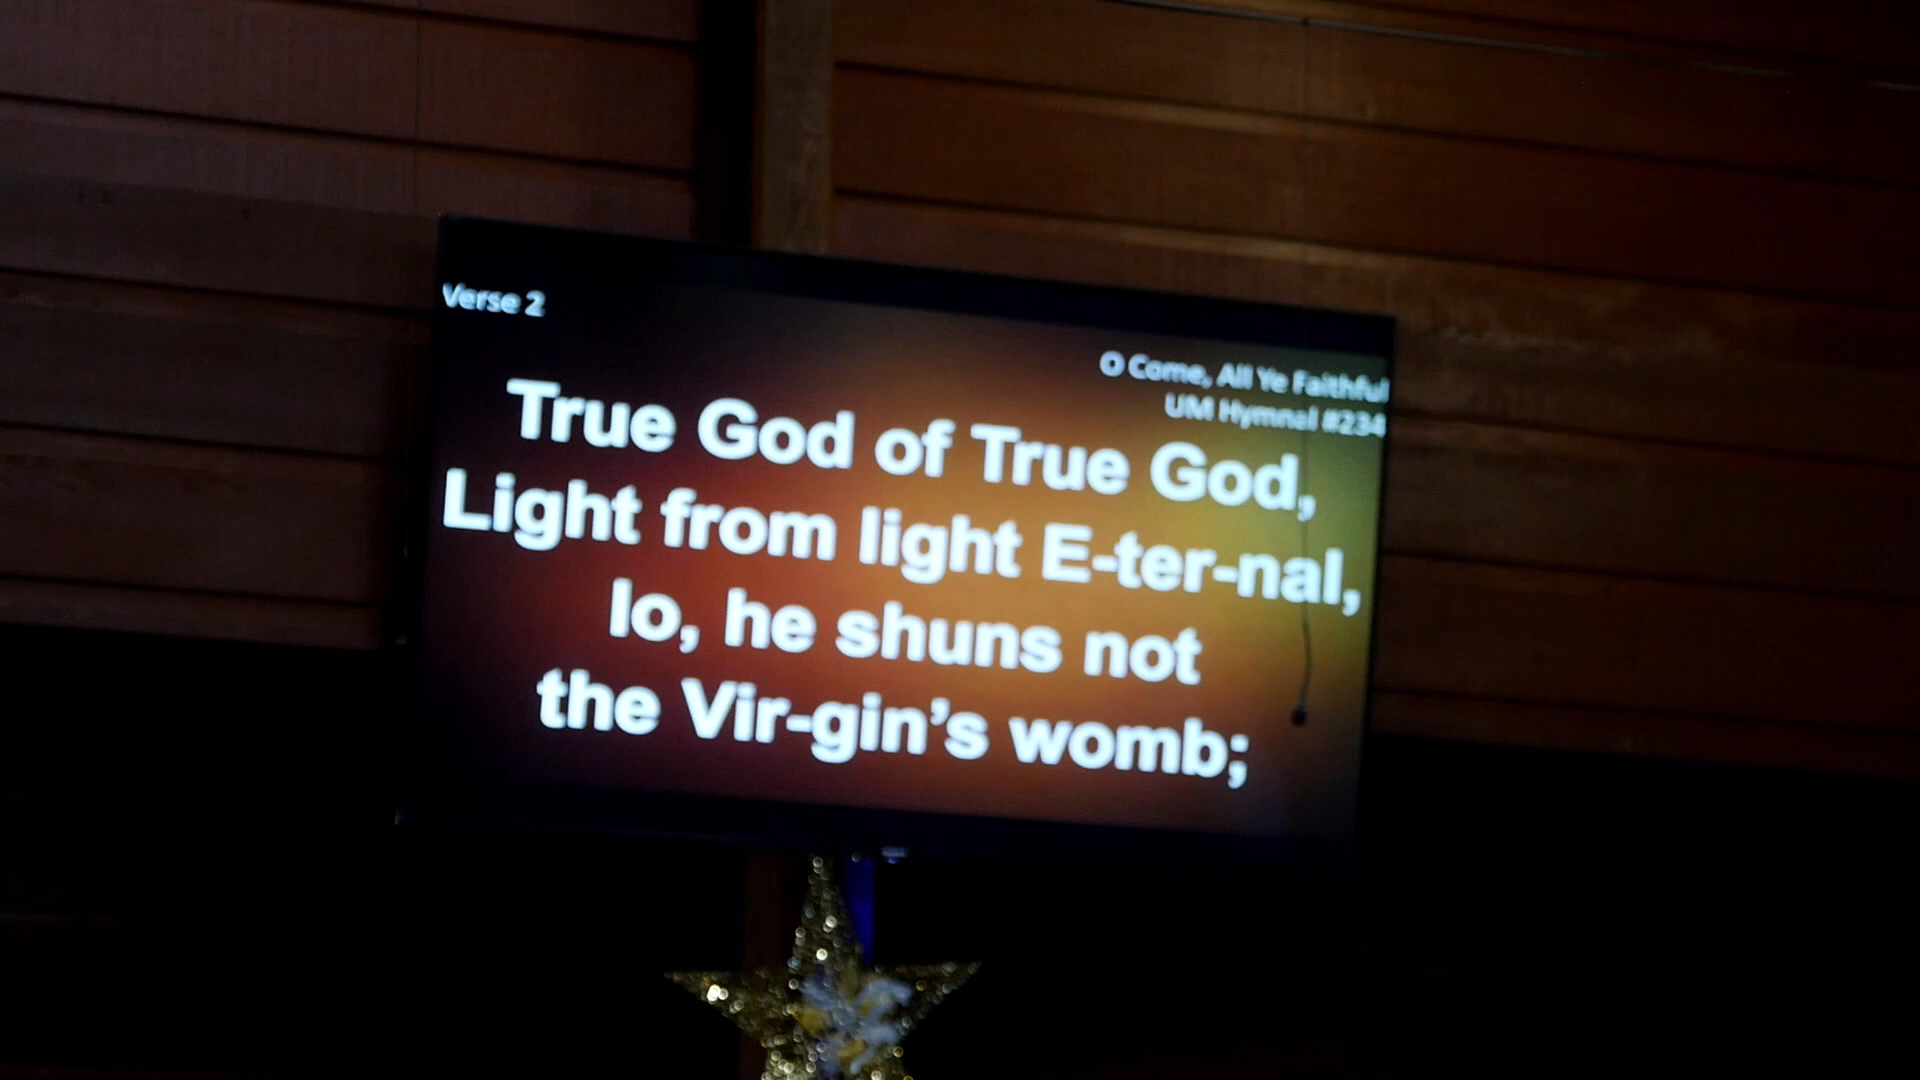 Verse 2
O Come, All Ye Faithful
UM Hymnal #234
True God of True God,
Light from light E-ter-nal,
lo, he shuns not
the Vir-gin’s womb;